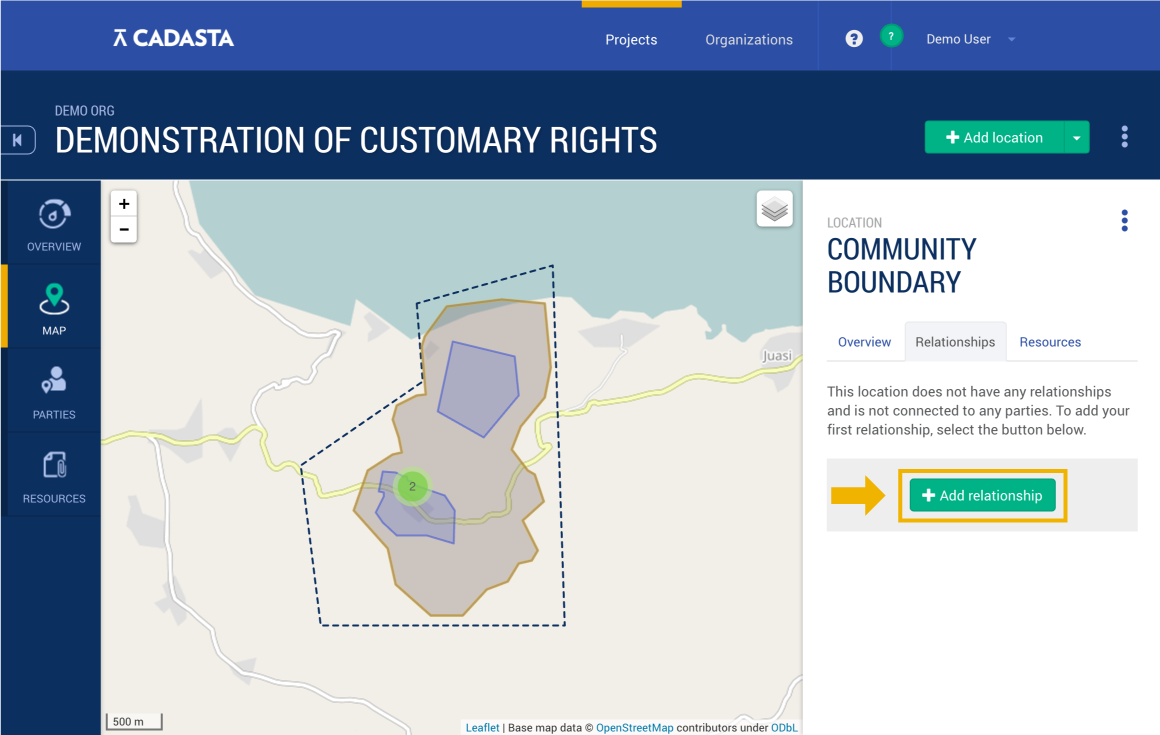 CADASTA
Projects
Organizations
?
?
Demo User
DEMO ORG
DEMONSTRATION OF CUSTOMARY RIGHTS
+ Add location
OVERVIEW
MAP
PARTIES
RESOURCES
+
−
Juasi
2
500 m
Leaflet | Base map data © OpenStreetMap contributors under ODbL
LOCATION
COMMUNITY
BOUNDARY
Overview
Relationships
Resources
This location does not have any relationships
and is not connected to any parties. To add your
first relationship, select the button below.
+ Add relationship